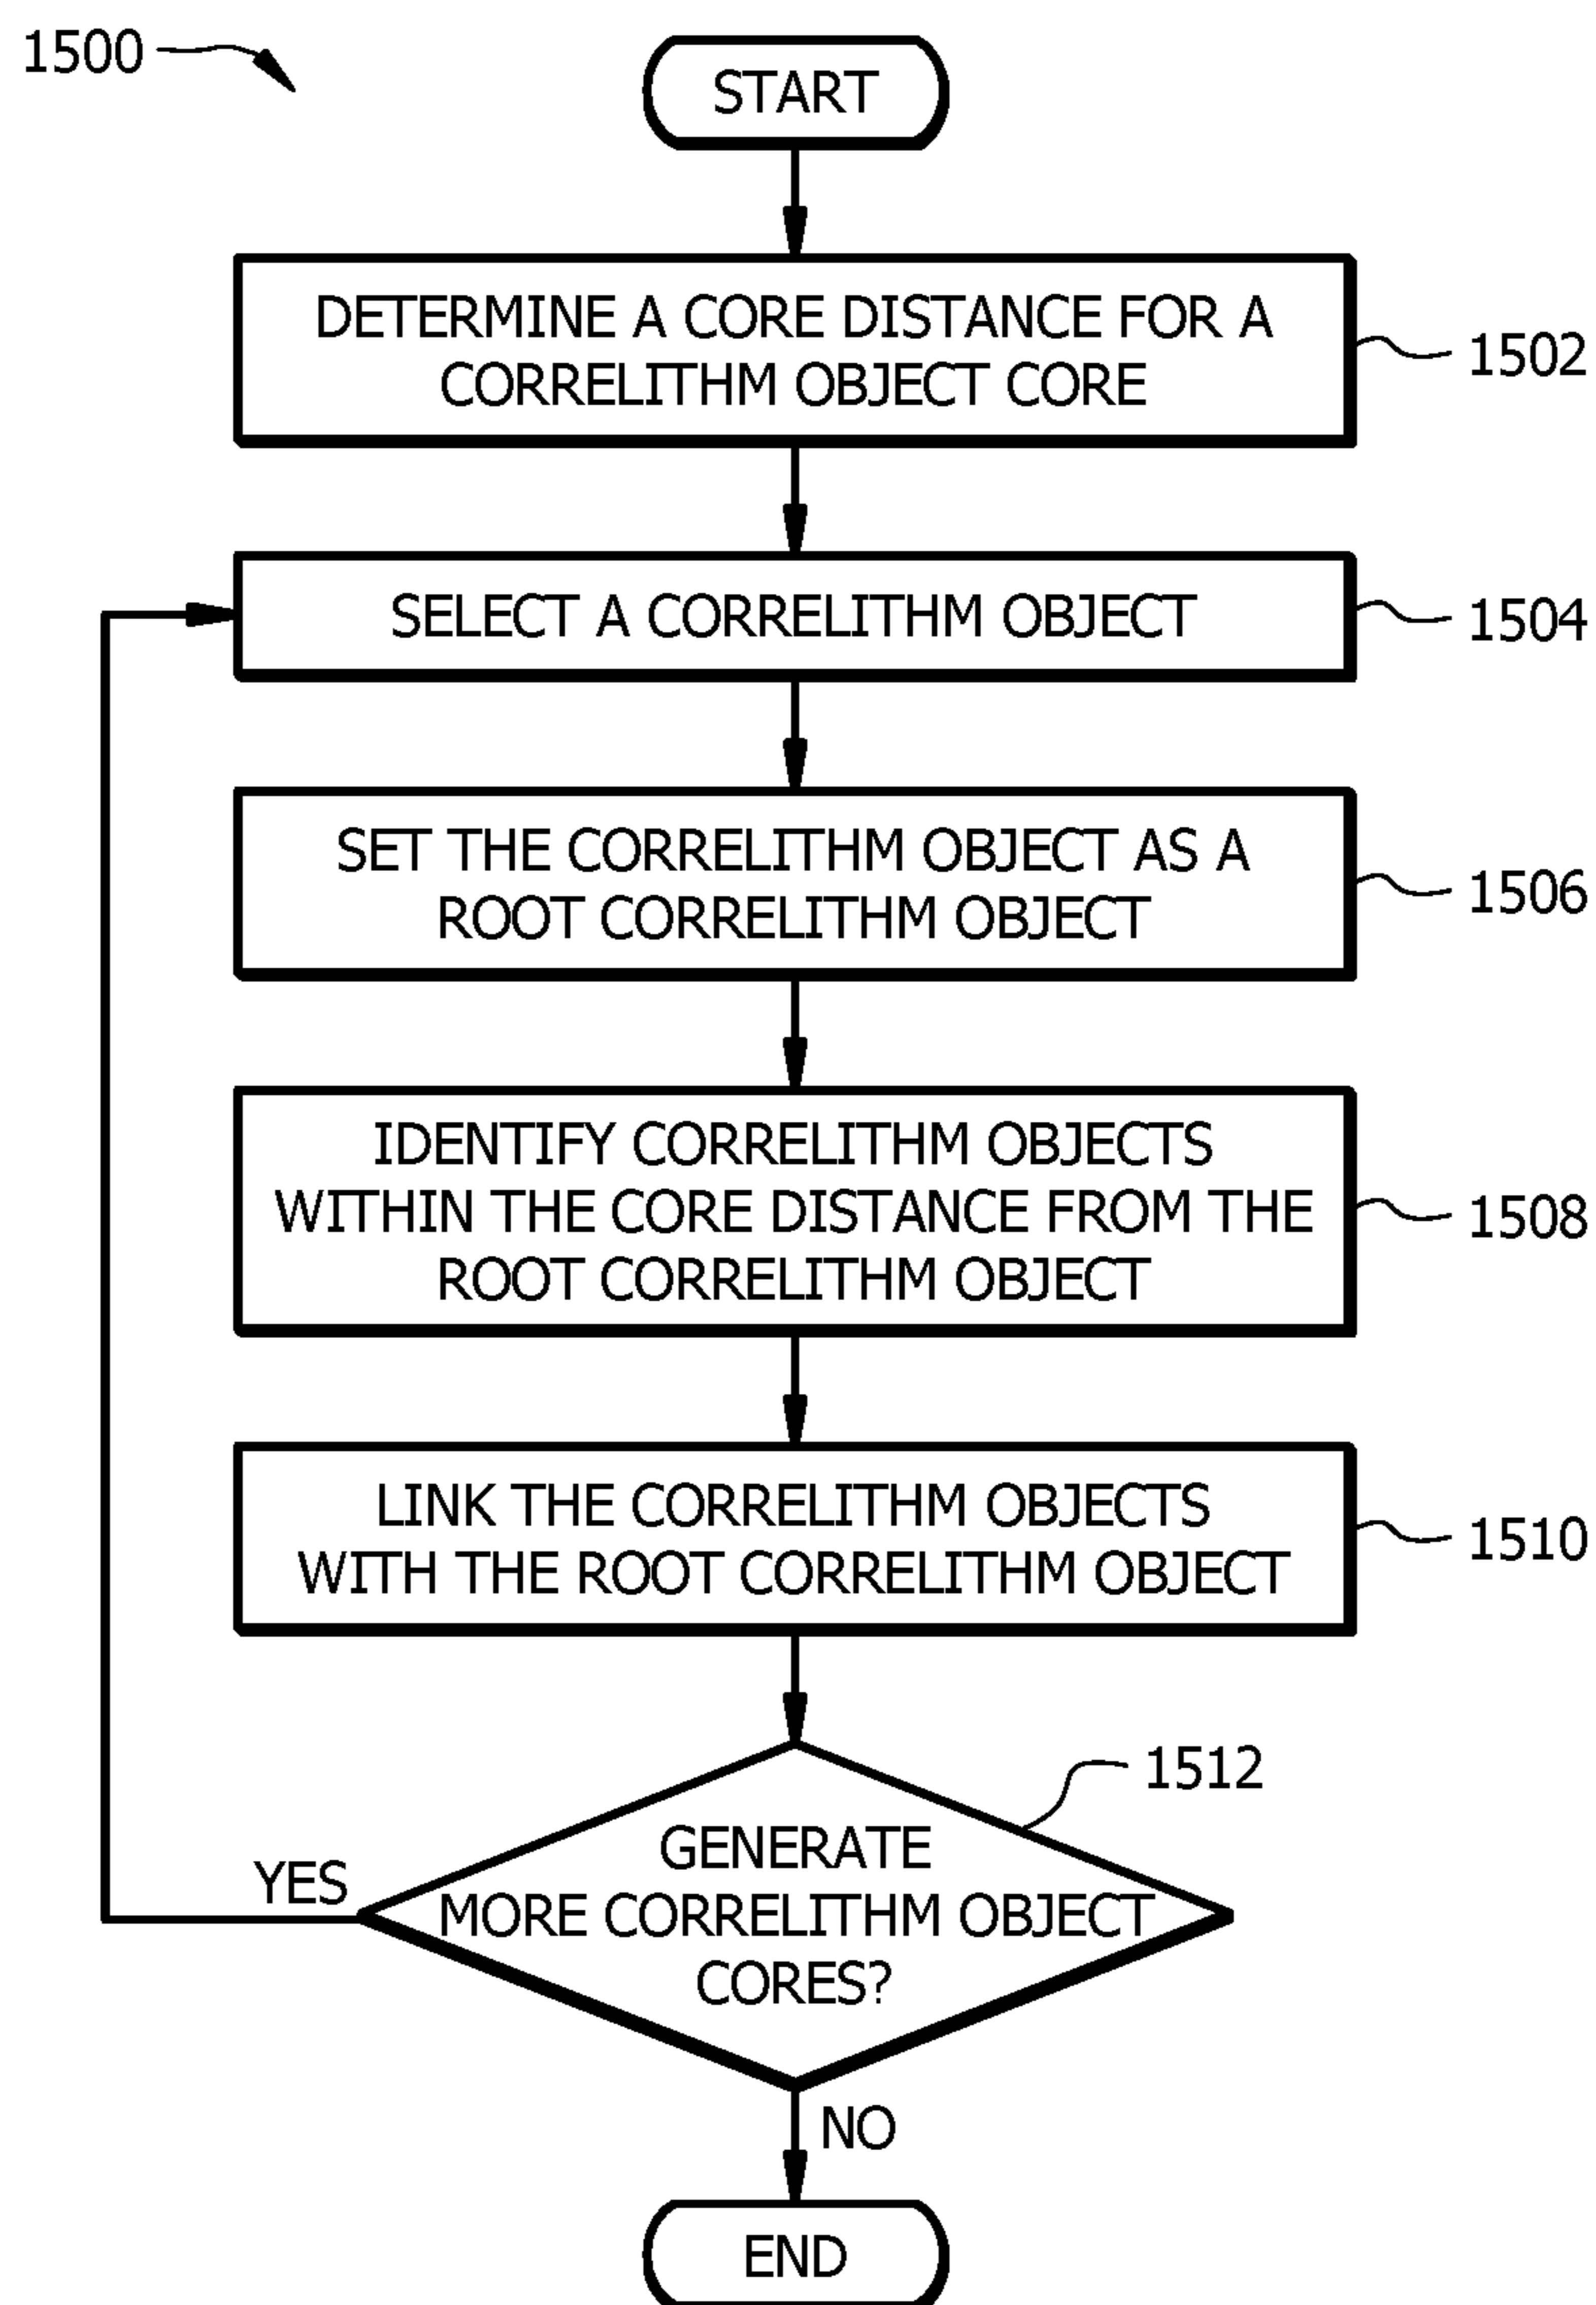 1500
START
DETERMINE A CORE DISTANCE FOR A
CORRELITHM OBJECT CORE
1502
SELECT A CORRELITHM OBJECT
1504
SET THE CORRELITHM OBJECT AS A
ROOT CORRELITHM OBJECT
1506
IDENTIFY CORRELITHM OBJECTS
WITHIN THE CORE DISTANCE FROM THE
ROOT CORRELITHM OBJECT
1508
LINK THE CORRELITHM OBJECTS
WITH THE ROOT CORRELITHM OBJECT
1510
1512
GENERATE
MORE CORRELITHM OBJECT
CORES?
YES
NO
END